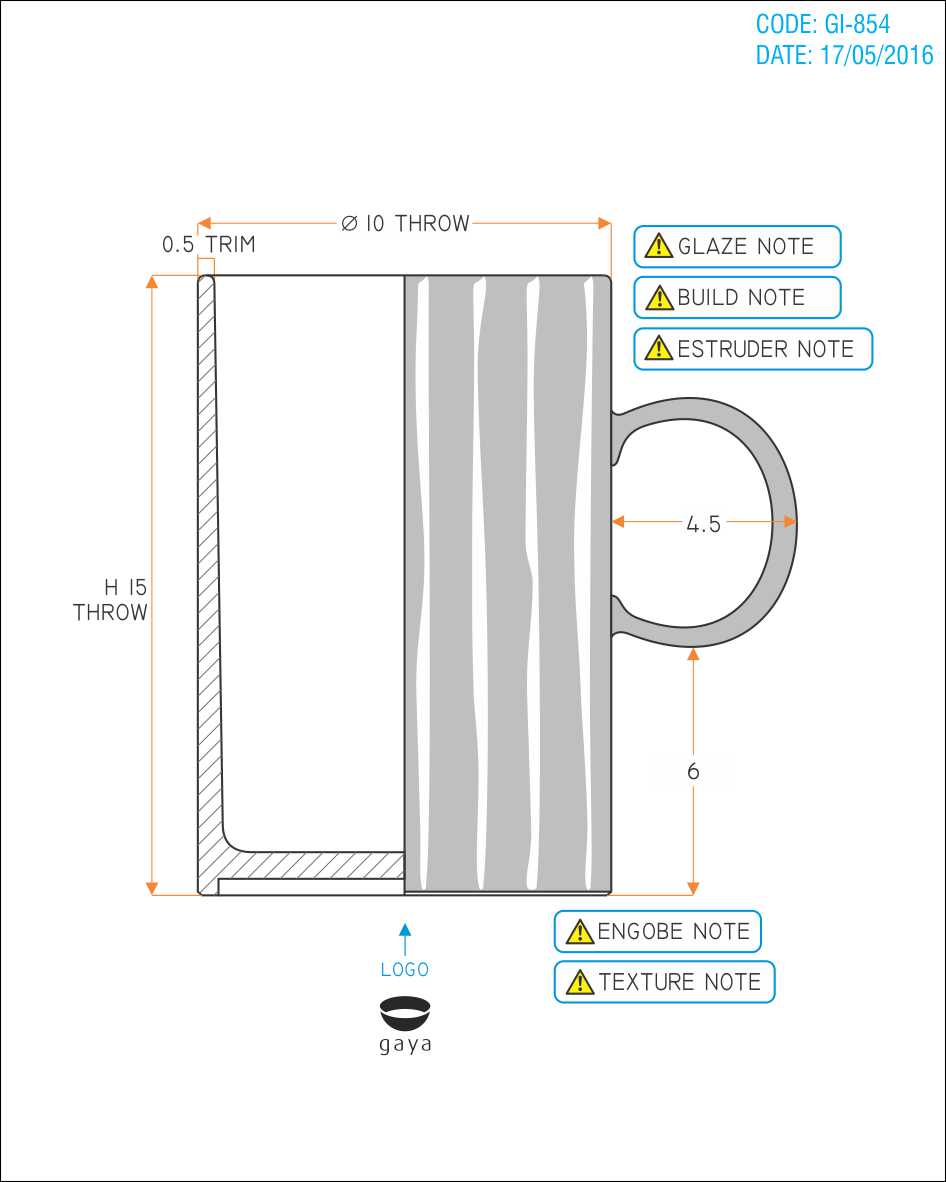 CODE: GI-854
DATE: 17/05/2016
Ø 10 THROW
0.5 TRIM
GLAZE NOTE
BUILD NOTE
ESTRUDER NOTE
4.5
H 15
THROW
6
ENGOBE NOTE
TEXTURE NOTE
LOGO
gaya